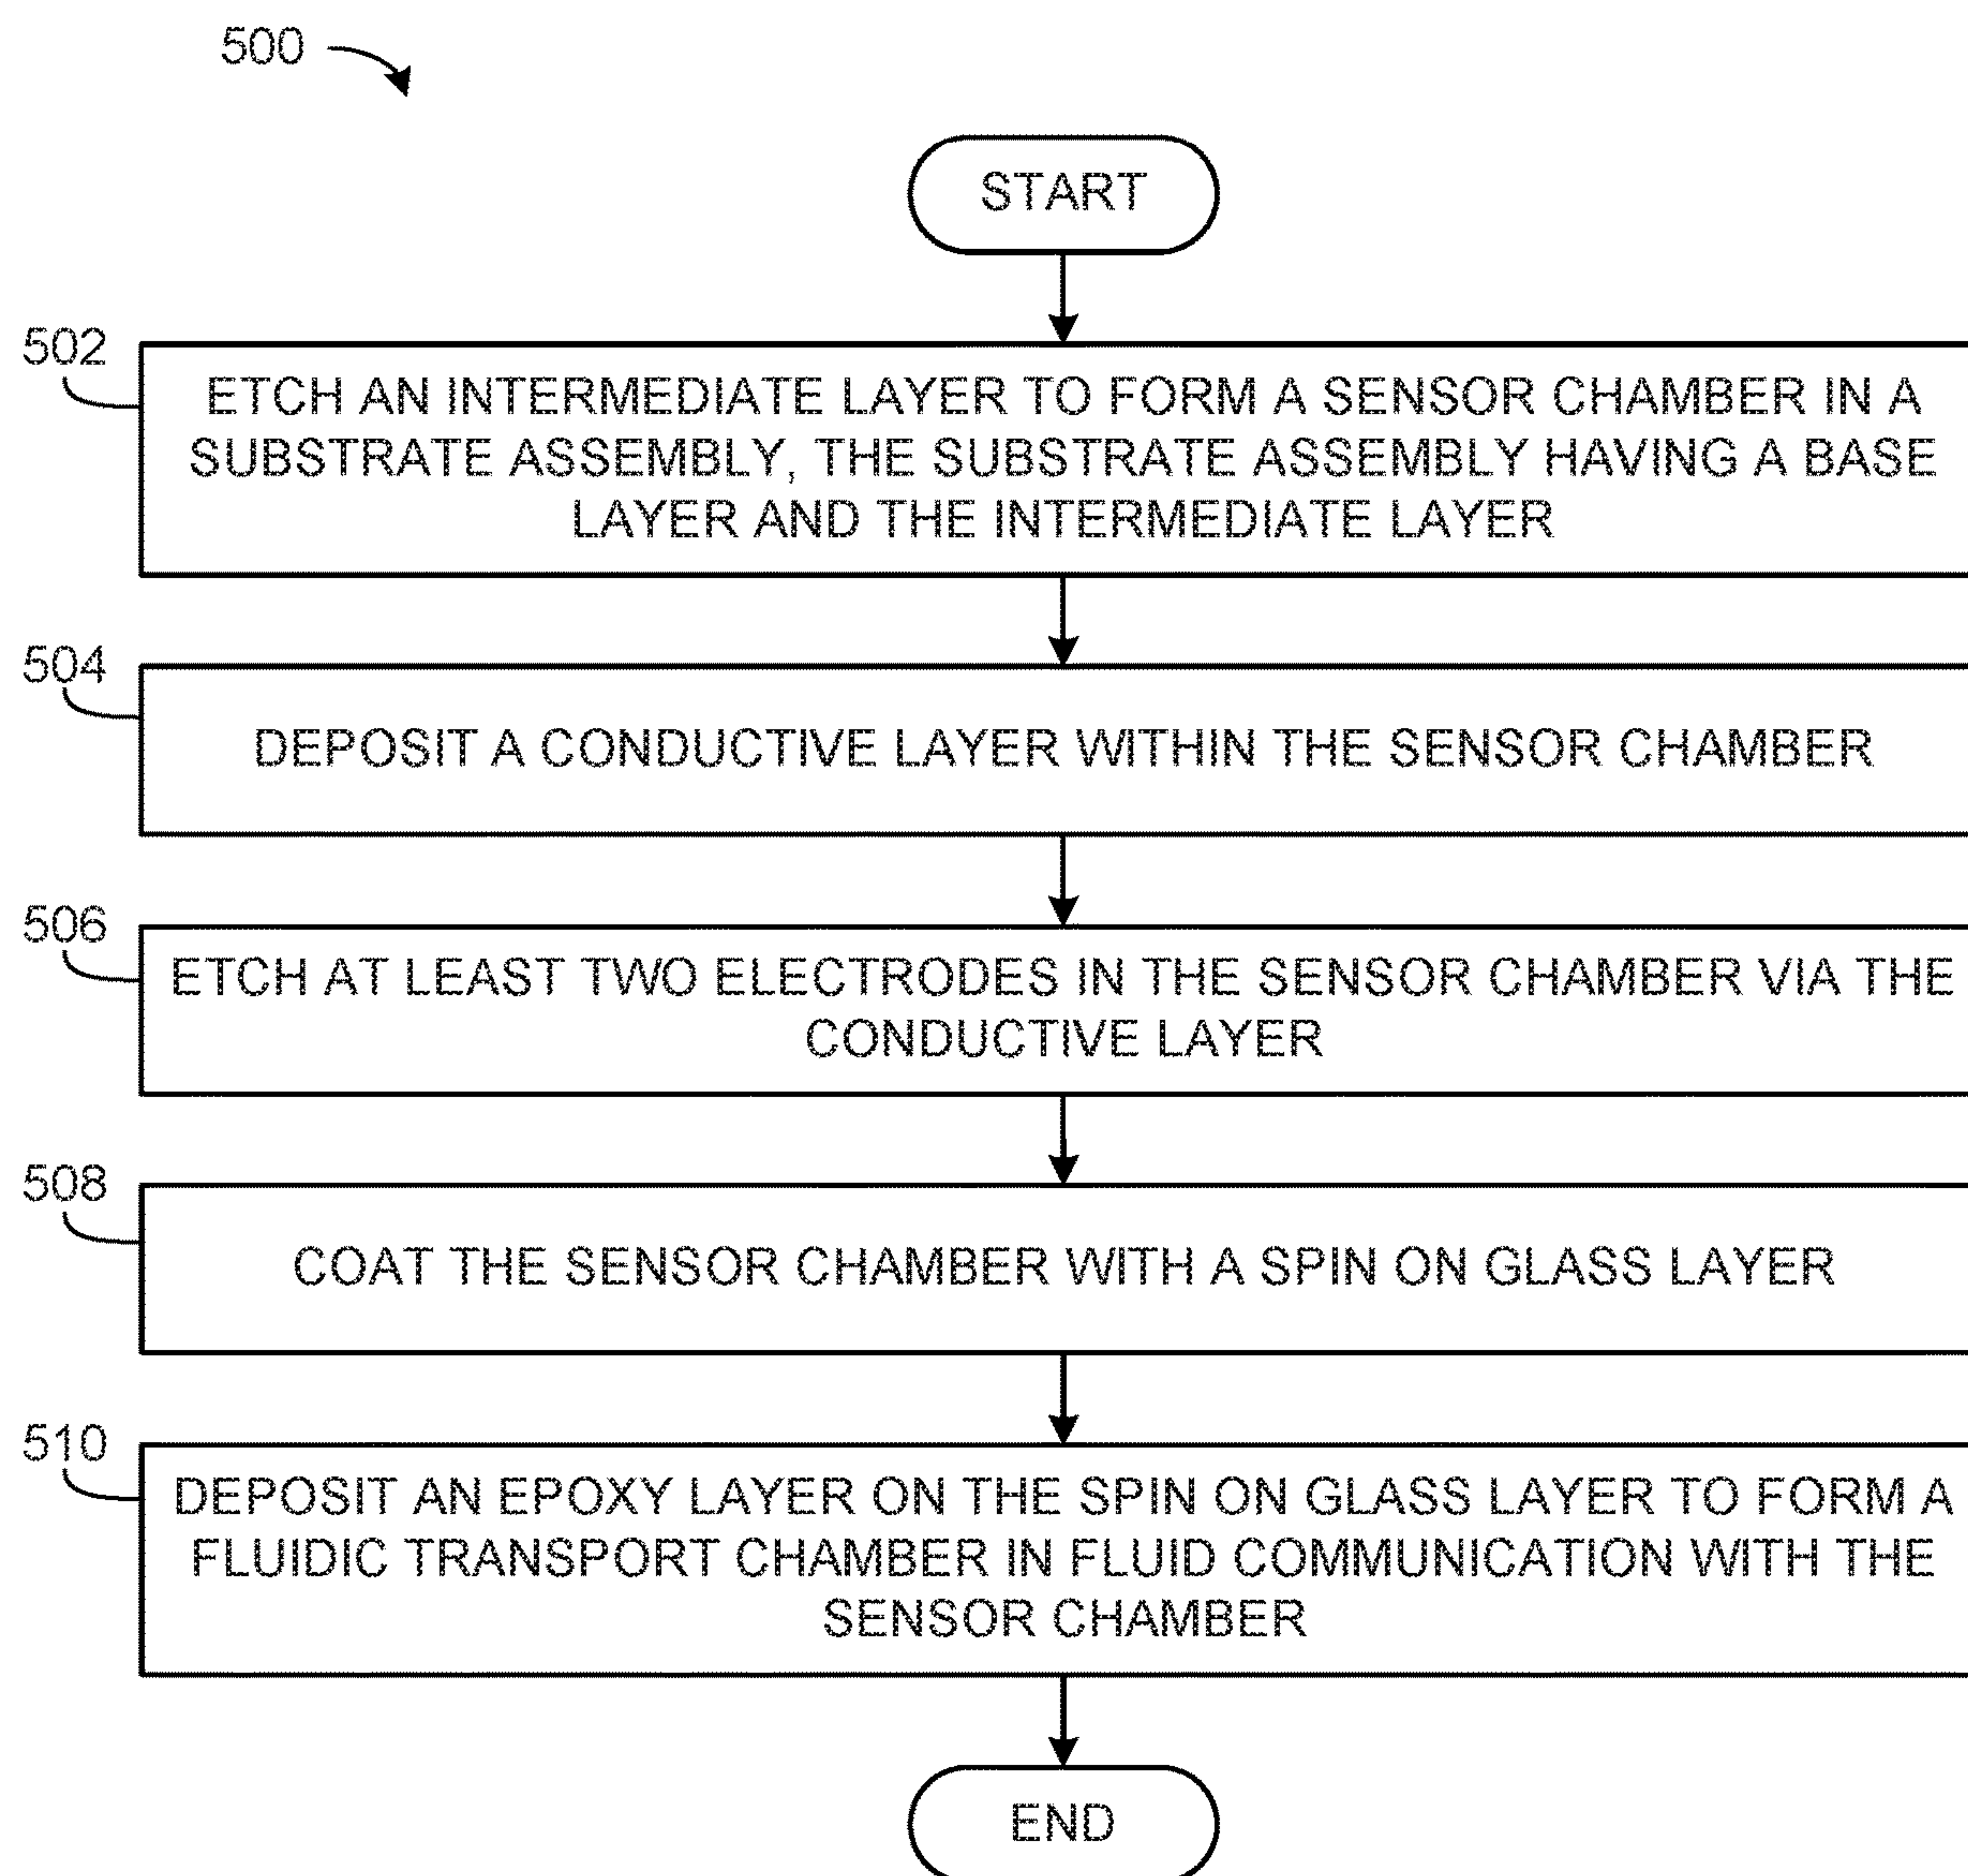 500
START
502
ETCH AN INTERMEDIATE LAYER TO FORM A SENSOR CHAMBER IN A
SUBSTRATE ASSEMBLY, THE SUBSTRATE ASSEMBLY HAVING A BASE
LAYER AND THE INTERMEDIATE LAYER
504
DEPOSIT A CONDUCTIVE LAYER WITHIN THE SENSOR CHAMBER
506
ETCH AT LEAST TWO ELECTRODES IN THE SENSOR CHAMBER VIA THE
CONDUCTIVE LAYER
508
COAT THE SENSOR CHAMBER WITH A SPIN ON GLASS LAYER
510
DEPOSIT AN EPOXY LAYER ON THE SPIN ON GLASS LAYER TO FORM A
FLUIDIC TRANSPORT CHAMBER IN FLUID COMMUNICATION WITH THE
SENSOR CHAMBER
END